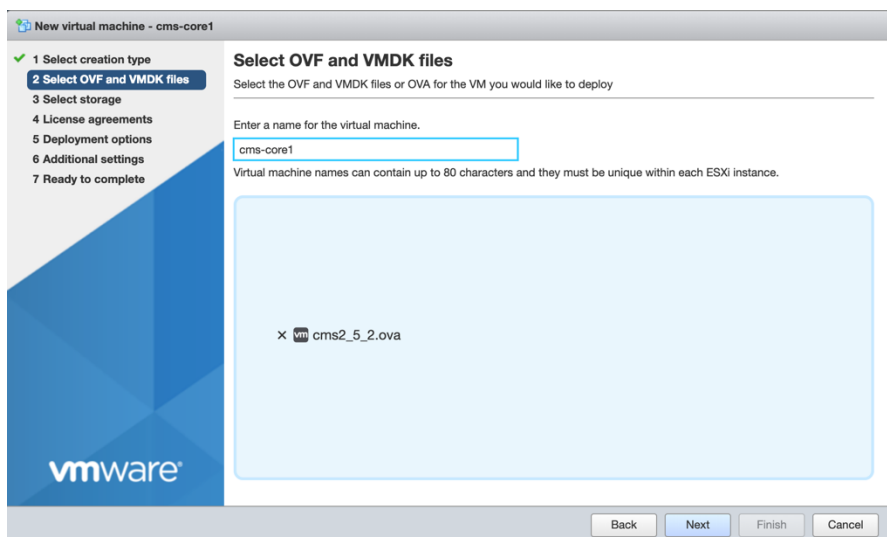 New virtual machine - cms-core1
1 Select creation type
2 Select OVF and VMDK files
3 Select storage
4 License agreements
5 Deployment options
6 Additional settings
7 Ready to complete
Select OVF and VMDK files
Select the OVF and VMDK files or OVA for the VM you would like to deploy
Enter a name for the virtual machine.
cms-core1
Virtual machine names can contain up to 80 characters and they must be unique within each ESXi instance.
× vm cms2_5_2.ova
vmware®
Back Next Finish Cancel